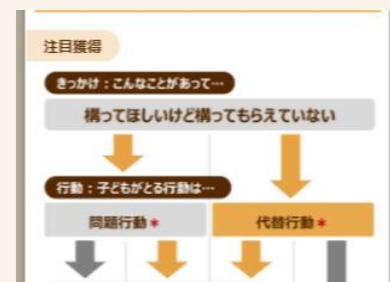 注目獲得
きっかけ:こんなことがあって…
構ってほしいけど構ってもらえていない
行動:子どもがとる行動は…
問題行動*
代替行動*